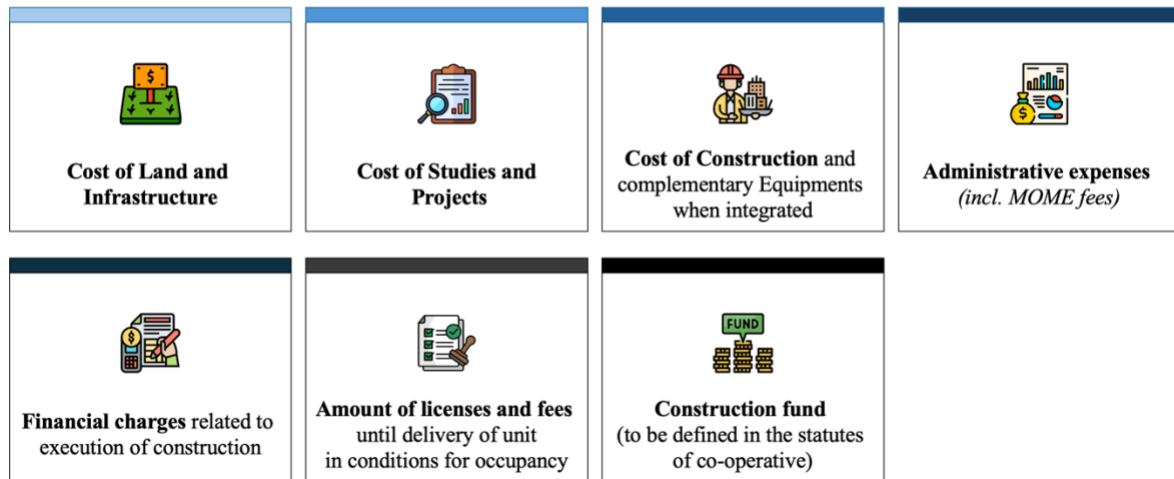 $
Cost of Land and
Infrastructure
Cost of Studies and
Projects
Cost of Construction and
complementary Equipments
when integrated
$
Administrative expenses
(incl. MOME fees)
$
Financial charges related to
execution of construction
Amount of licenses and fees
until delivery of unit
in conditions for occupancy
FUND
Construction fund
(to be defined in the statutes
of co-operative)